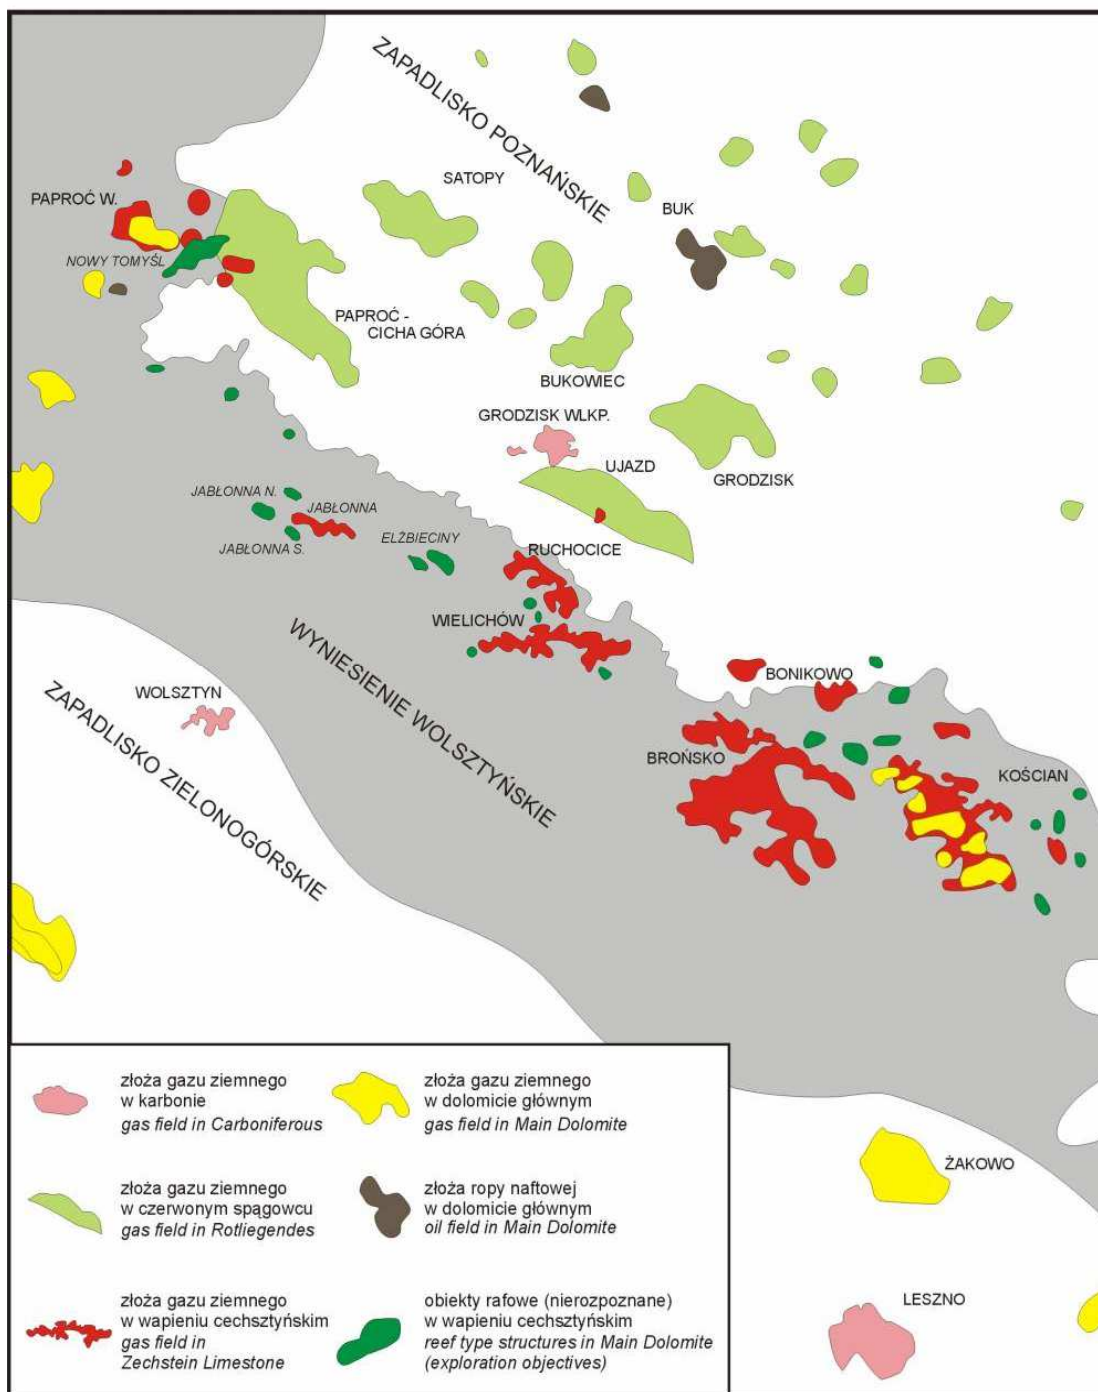 ZAPADLISKO POZNAŃSKIE
SATOPY
PAPROĆ W.
BUK
NOWY TOMYŚL
PAPROĆ -
CICHA GÓRA
BUKOWIEC
GRODZISK WLKP.
UJAZD
GRODZISK
JABŁONNA N.
JABŁONNA
JABŁONNA S.
ELŻBIECINY
RUCHOCICE
WIELICHÓW
WYNIESIENIE WOLSZTYŃSKIE
WOLSZTYN
BONIKOWO
ZAPADLISKO ZIELONOGÓRSKIE
BROŃSKO
KOŚCIAN
ŻAKOWO
LESZNO
złoża gazu ziemnego
w karbonie
gas field in Carboniferous
złoża gazu ziemnego
w dolomicie głównym
gas field in Main Dolomite
złoża gazu ziemnego
w czerwonym spągowcu
gas field in Rotliegendes
złoża ropy naftowej
w dolomicie głównym
oil field in Main Dolomite
złoża gazu ziemnego
w wapieniu cechsztyńskim
gas field in
Zechstein Limestone
obiekty rafowe (nierozpoznane)
w wapieniu cechsztyńskim
reef type structures in Main Dolomite
(exploration objectives)